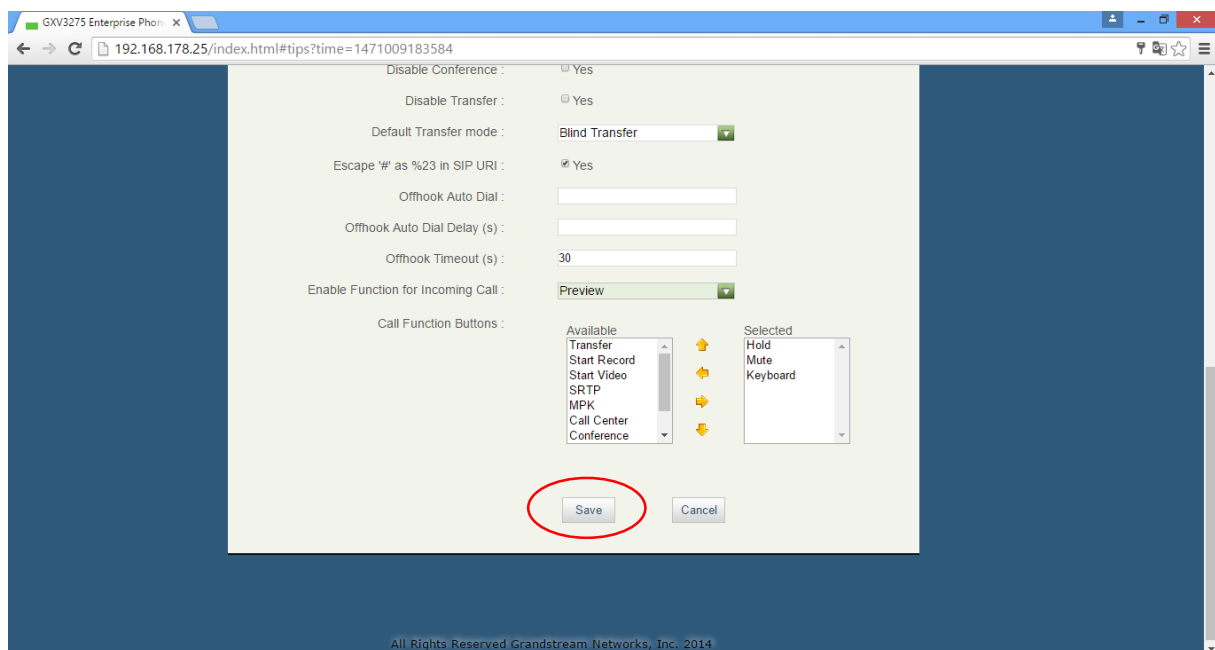 GXV3275 Enterprise Phon
192.168.178.25/index.html#tips?time=1471009183584
Disable Conference : Yes
Disable Transfer : Yes
Default Transfer mode : Blind Transfer
Escape '#' as %23 in SIP URI : Yes
Offhook Auto Dial :
Offhook Auto Dial Delay (s) :
Offhook Timeout (s) : 30
Enable Function for Incoming Call : Preview
Call Function Buttons :
Available Selected
Transfer Hold
Start Record Mute
Start Video Keyboard
SRTP
MPK
Call Center
Conference
Save Cancel
All Rights Reserved Grandstream Networks, Inc. 2014